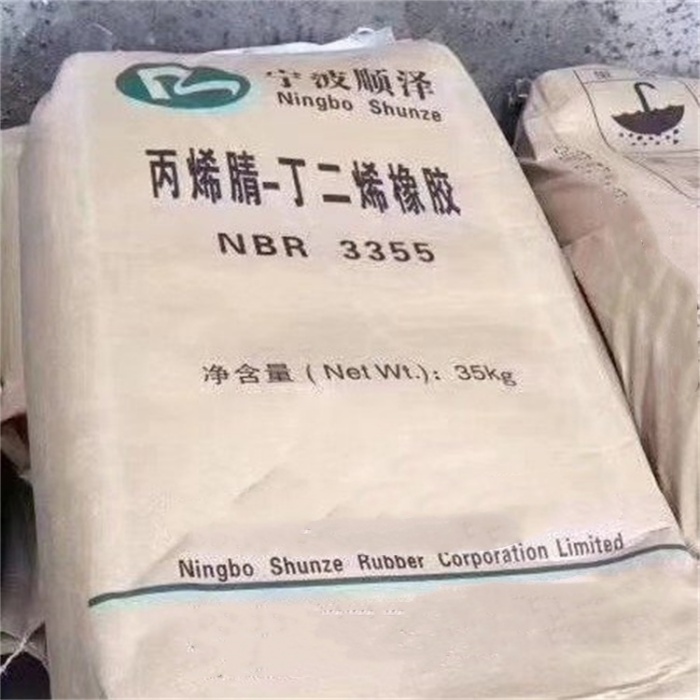 宁波顺泽
Ningbo Shunze
丙烯腈-丁二烯橡胶
NBR 3355
净含量 (Net Wt.): 35kg
Ningbo Shunze Rubber Corporation Limited